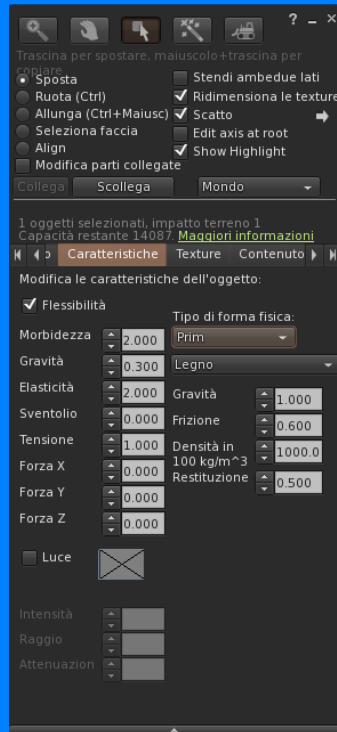 ? _ ×
Trascina per spostare, maiuscolo+trascina per
copiare
Sposta
Stendi ambedue lati
Ruota (Ctrl)
Ridimensiona le texture
Allunga (Ctrl+Maiusc)
Scatto
Seleziona faccia
Edit axis at root
Align
Show Highlight
Modifica parti collegate
Collega
Scollega
Mondo
1 oggetti selezionati, impatto terreno 1
Capacità restante 14087. Maggiori informazioni
Caratteristiche
Texture
Contenuto
Modifica le caratteristiche dell'oggetto:
Flessibilità
Tipo di forma fisica:
Morbidezza 2.000
Prim
Gravità 0.300
Legno
Elasticità 2.000
Gravità 1.000
Sventolio 0.000
Frizione 0.600
Tensione 1.000
Densità in
100 kg/m^3 1000.0
Forza X 0.000
Restituzione 0.500
Forza Y 0.000
Forza Z 0.000
Luce
Intensità
Raggio
Attenuazion